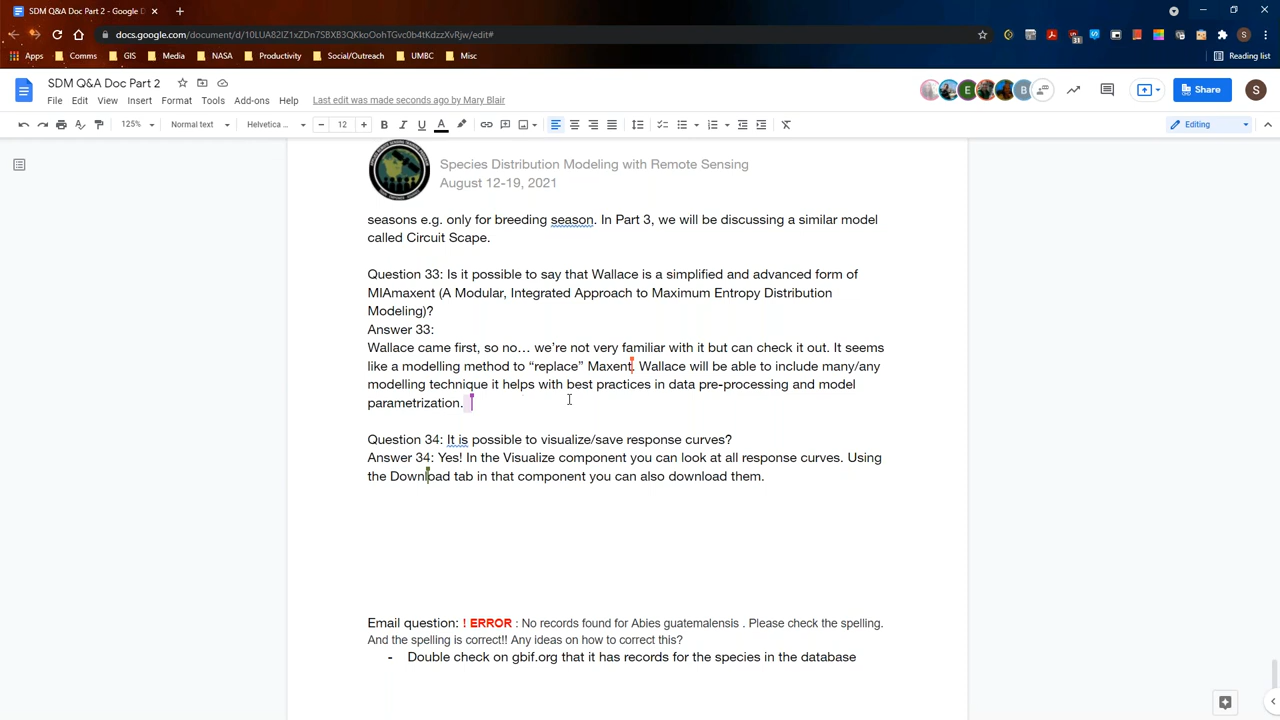 SDM Q&A Doc Part 2 - Google D
docs.google.com/document/d/10LUA82IZ1xZDn7SBXB3QKkoOohTGvc0b4tKdzzXvRjw/edit#
Apps Comms GIS Media NASA Productivity Social/Outreach UMBC Misc Reading list
SDM Q&A Doc Part 2
File Edit View Insert Format Tools Add-ons Help Last edit was made seconds ago by Mary Blair
Share
S
E
B
125% Normal text Helvetica ... 12 Editing
Species Distribution Modeling with Remote Sensing
August 12-19, 2021
seasons e.g. only for breeding season. In Part 3, we will be discussing a similar model
called Circuit Scape.
Question 33: Is it possible to say that Wallace is a simplified and advanced form of
MIAmaxent (A Modular, Integrated Approach to Maximum Entropy Distribution
Modeling)?
Answer 33:
Wallace came first, so no… we're not very familiar with it but can check it out. It seems
like a modelling method to “replace” Maxent. Wallace will be able to include many/any
modelling technique it helps with best practices in data pre-processing and model
parametrization.
Question 34: It is possible to visualize/save response curves?
Answer 34: Yes! In the Visualize component you can look at all response curves. Using
the Download tab in that component you can also download them.
Email question: ! ERROR : No records found for Abies guatemalensis . Please check the spelling.
And the spelling is correct!! Any ideas on how to correct this?
- Double check on gbif.org that it has records for the species in the database